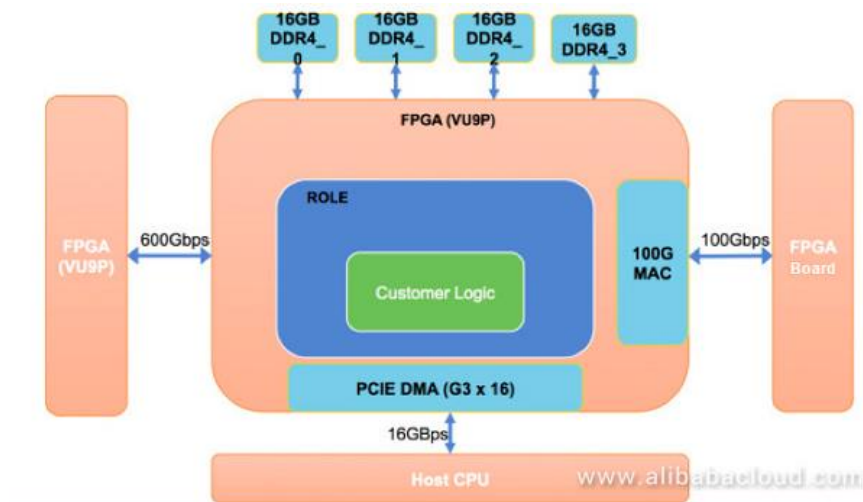 16GB
DDR4_
0
16GB
DDR4_
1
16GB
DDR4_
2
16GB
DDR4_3
FPGA (VU9P)
ROLE
Customer Logic
FPGA
(VU9P)
600Gbps
100G
MAC
100Gbps
FPGA
Board
PCIE DMA (G3 x 16)
16GBps
Host CPU
www.alibabacloud.com